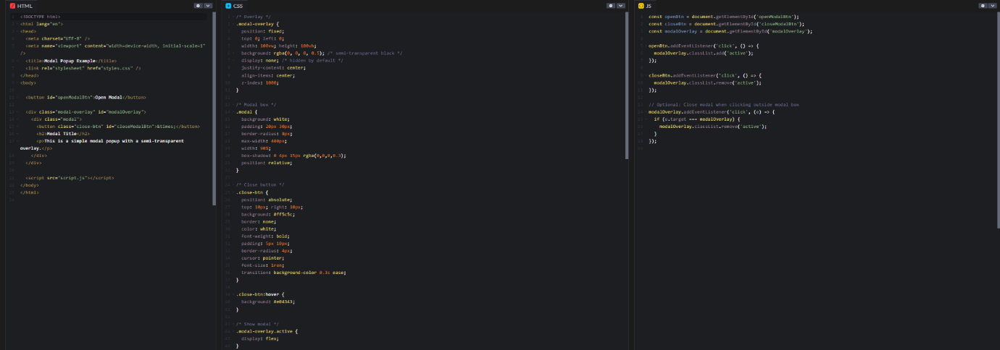 HTML
<!DOCTYPE html>
<html lang="en">
<head>
<meta charset="UTF-8" />
<meta name="viewport" content="width=device-width, initial-scale=1"
/>
<title>Modal Popup Example</title>
<link rel="stylesheet" href="styles.css" />
</head>
<body>
<button id="openModalBtn">Open Modal</button>
<div class="modal-overlay" id="modalOverlay">
<div class="modal">
<button class="close-btn" id="closeModalBtn">&times;</button>
<h2>Modal Title</h2>
<p>This is a simple modal popup with a semi-transparent
overlay.</p>
</div>
</div>
<script src="script.js"></script>
</body>
</html>
CSS
/* Overlay */
.modal-overlay {
position: fixed;
top: 0; left: 0;
width: 100vw; height: 100vh;
background: rgba(0, 0, 0, 0.5); /* semi-transparent black */
display: none; /* hidden by default */
justify-content: center;
align-items: center;
z-index: 1000;
}
/* Modal box */
.modal {
background: white;
padding: 20px 30px;
border-radius: 8px;
max-width: 400px;
width: 90%;
box-shadow: 0 4px 15px rgba(0,0,0,0.3);
position: relative;
}
/* Close button */
.close-btn {
position: absolute;
top: 10px; right: 10px;
background: #ff5c5c;
border: none;
color: white;
font-weight: bold;
padding: 5px 10px;
border-radius: 4px;
cursor: pointer;
font-size: 1rem;
transition: background-color 0.3s ease;
}
.close-btn:hover {
background: #e04343;
}
/* Show modal */
.modal-overlay.active {
display: flex;
}
JS
const openBtn = document.getElementById('openModalBtn');
const closeBtn = document.getElementById('closeModalBtn');
const modalOverlay = document.getElementById('modalOverlay');
openBtn.addEventListener('click', () => {
modalOverlay.classList.add('active');
});
closeBtn.addEventListener('click', () => {
modalOverlay.classList.remove('active');
});
// Optional: Close modal when clicking outside modal box
modalOverlay.addEventListener('click', (e) => {
if (e.target === modalOverlay) {
modalOverlay.classList.remove('active');
}
});